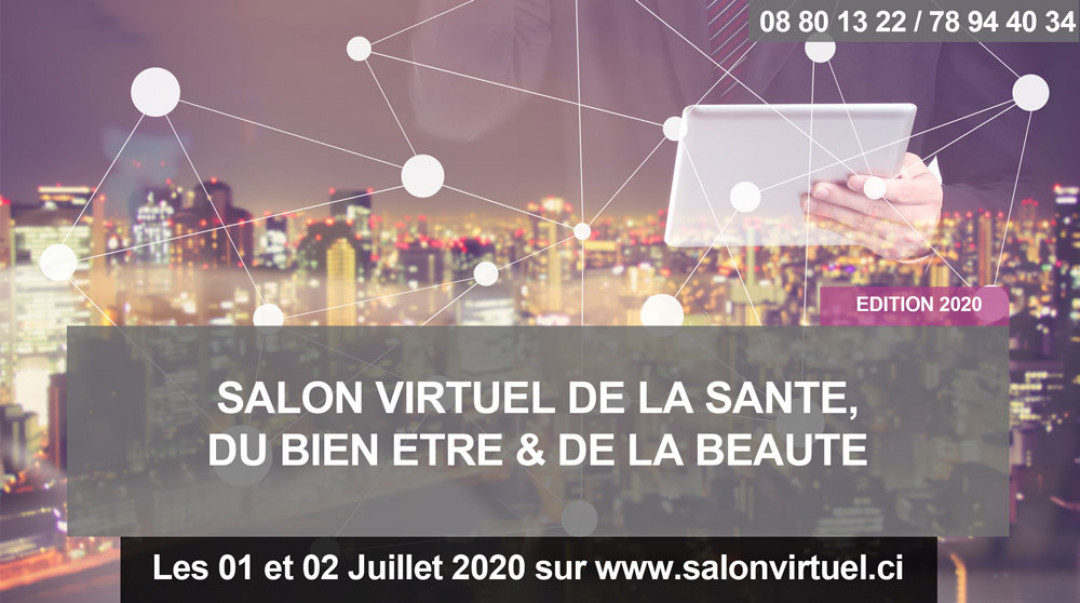 08 80 13 22 / 78 94 40 34
EDITION 2020
SALON VIRTUEL DE LA SANTE,
DU BIEN ETRE & DE LA BEAUTE
Les 01 et 02 Juillet 2020 sur www.salonvirtuel.ci